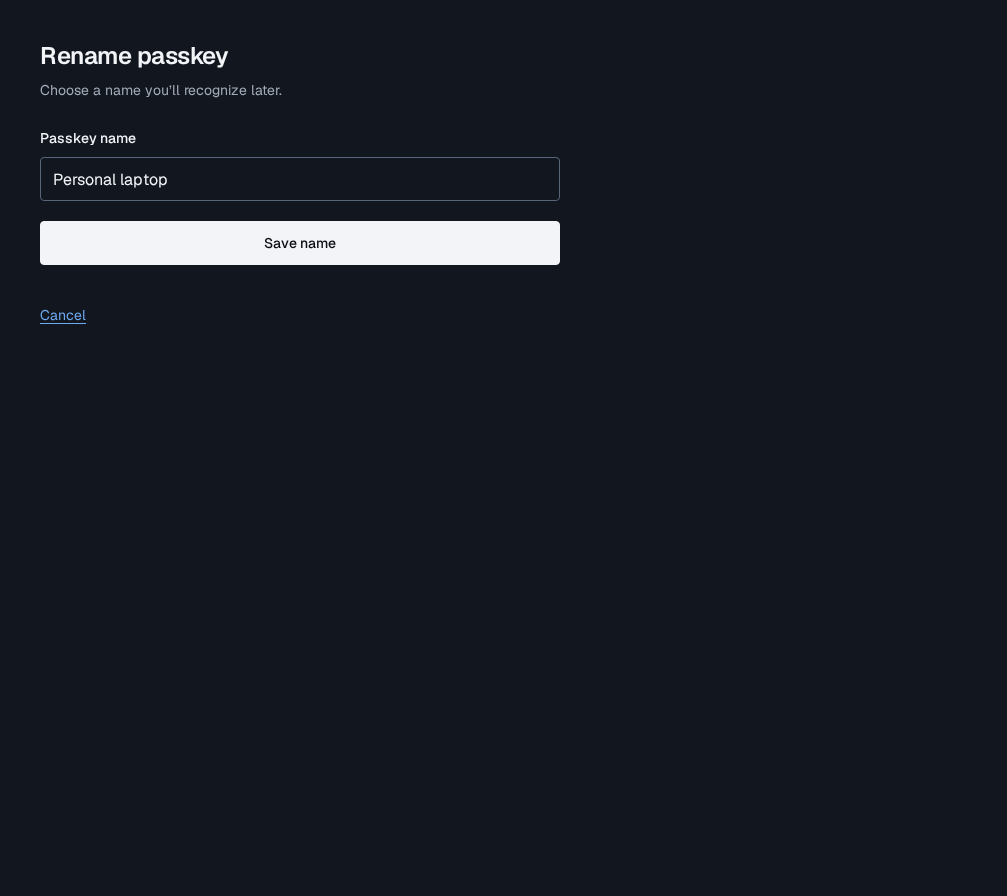 Rename passkey
Choose a name you'll recognize later.
Passkey name
Personal laptop
Save name
Cancel